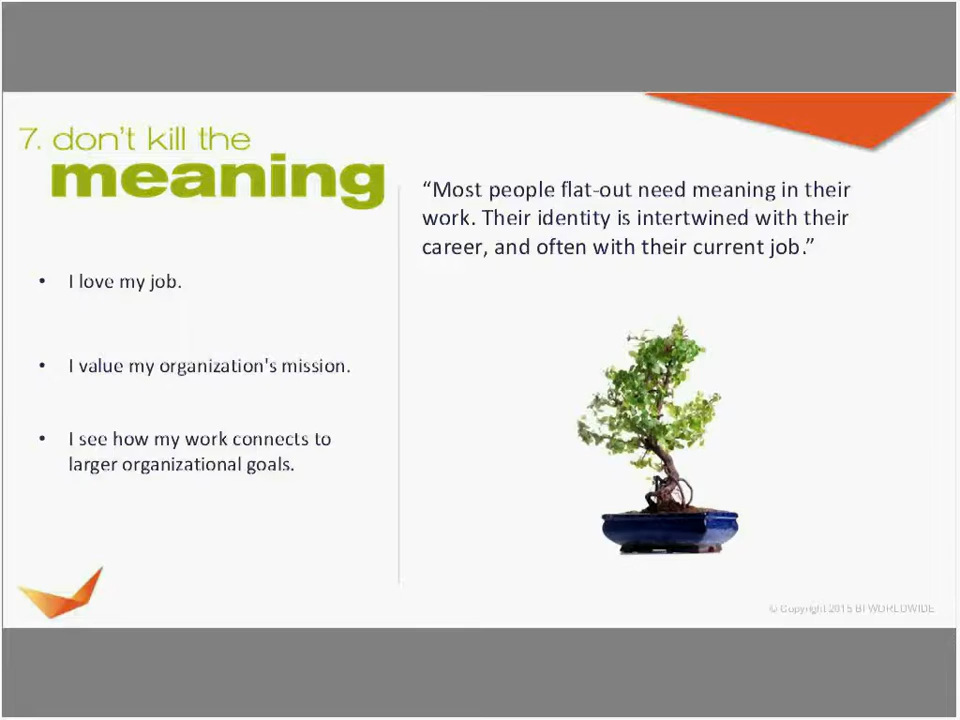 7. don't kill the
meaning
“Most people flat-out need meaning in their
work. Their identity is intertwined with their
career, and often with their current job.”
• I love my job.
• I value my organization's mission.
• I see how my work connects to
larger organizational goals.
© Copyright 2015 BI WORLDWIDE